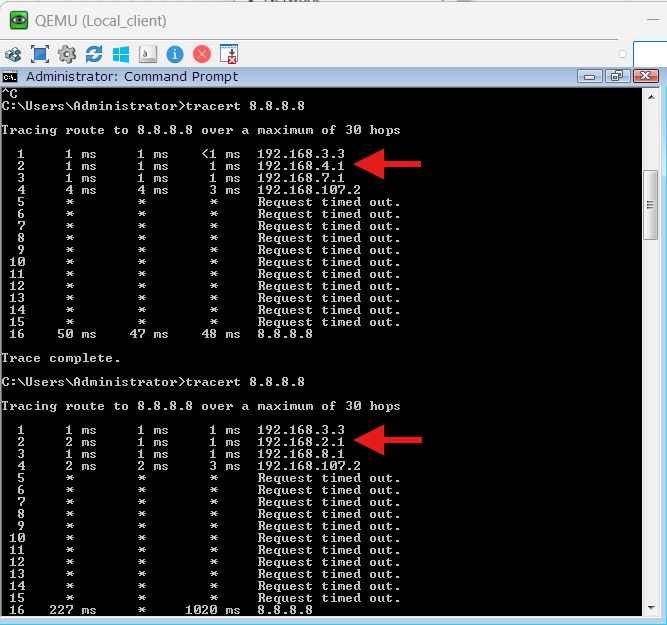 QEMU (Local_client)
Administrator: Command Prompt
^C
C:\Users\Administrator>tracert 8.8.8.8
Tracing route to 8.8.8.8 over a maximum of 30 hops
1 1 ms 1 ms <1 ms 192.168.3.3
2 1 ms 1 ms 1 ms 192.168.4.1
3 1 ms 1 ms 1 ms 192.168.7.1
4 4 ms 4 ms 3 ms 192.168.107.2
5 * * * Request timed out.
6 * * * Request timed out.
7 * * * Request timed out.
8 * * * Request timed out.
9 * * * Request timed out.
10 * * * Request timed out.
11 * * * Request timed out.
12 * * * Request timed out.
13 * * * Request timed out.
14 * * * Request timed out.
15 * * * Request timed out.
16 50 ms 47 ms 48 ms 8.8.8.8
Trace complete.
C:\Users\Administrator>tracert 8.8.8.8
Tracing route to 8.8.8.8 over a maximum of 30 hops
1 1 ms 1 ms 1 ms 192.168.3.3
2 2 ms 1 ms 1 ms 192.168.2.1
3 1 ms 1 ms 1 ms 192.168.8.1
4 2 ms 2 ms 3 ms 192.168.107.2
5 * * * Request timed out.
6 * * * Request timed out.
7 * * * Request timed out.
8 * * * Request timed out.
9 * * * Request timed out.
10 * * * Request timed out.
11 * * * Request timed out.
12 * * * Request timed out.
13 * * * Request timed out.
14 * * * Request timed out.
15 * * * Request timed out.
16 227 ms * 1020 ms 8.8.8.8